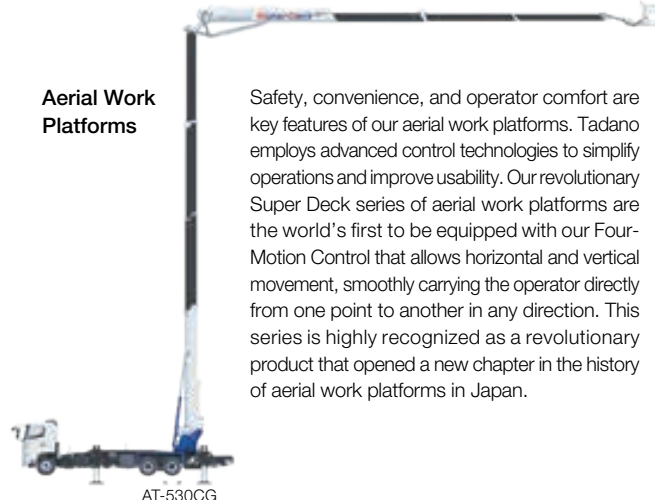 Aerial Work
Platforms
Safety, convenience, and operator comfort are
key features of our aerial work platforms. Tadano
employs advanced control technologies to simplify
operations and improve usability. Our revolutionary
Super Deck series of aerial work platforms are
the world's first to be equipped with our Four-
Motion Control that allows horizontal and vertical
movement, smoothly carrying the operator directly
from one point to another in any direction. This
series is highly recognized as a revolutionary
product that opened a new chapter in the history
of aerial work platforms in Japan.
AT-530CG